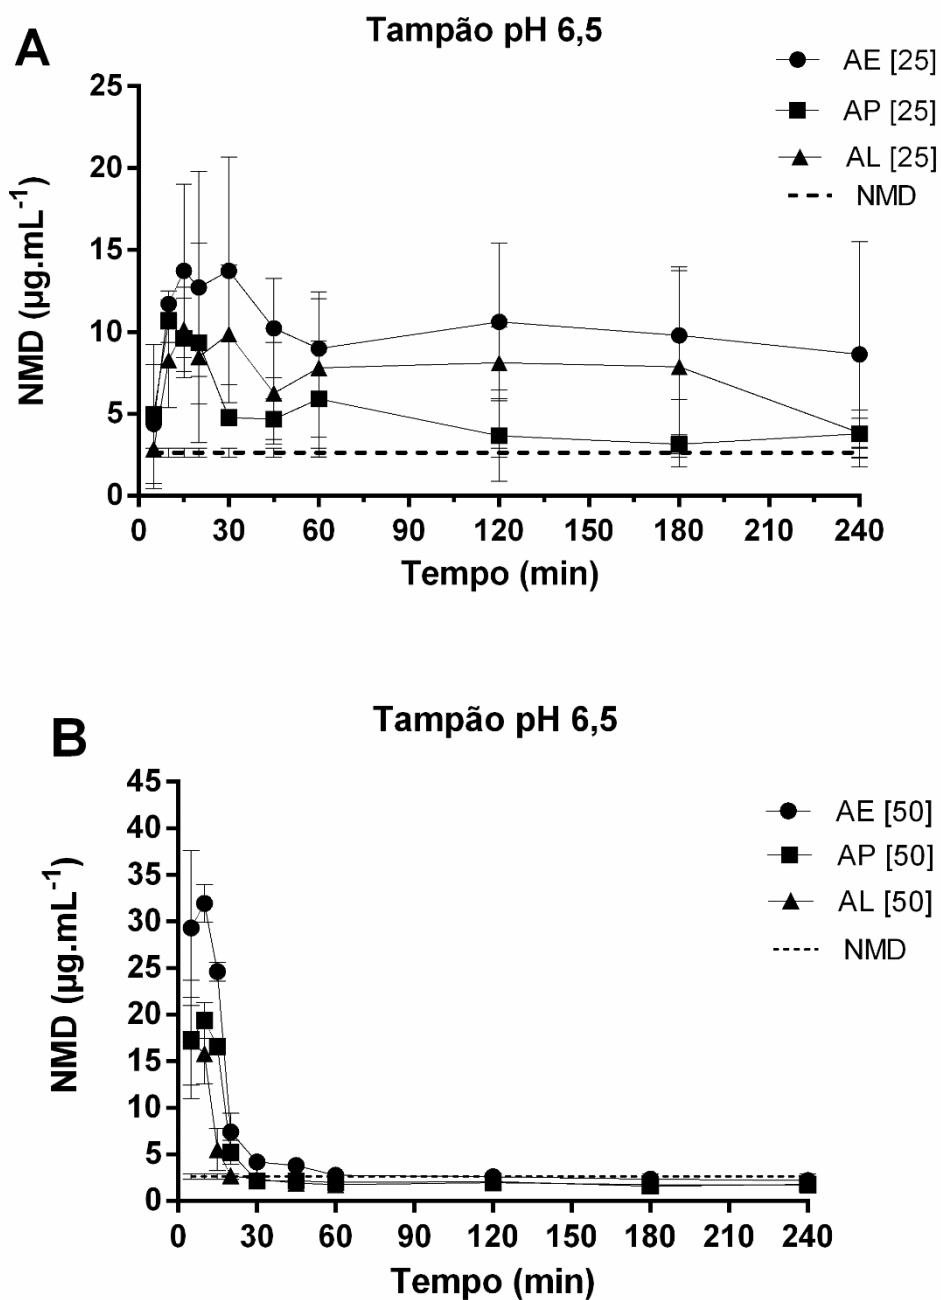 A
Tampão pH 6,5
AE [25]
AP [25]
AL [25]
NMD
NMD (µg.mL-1)
25
20
15
10
5
0
0 30 60 90 120 150 180 210 240
Tempo (min)
B
Tampão pH 6,5
AE [50]
AP [50]
AL [50]
NMD
NMD (µg.mL-1)
45
40
35
30
25
20
15
10
5
0
0 30 60 90 120 150 180 210 240
Tempo (min)